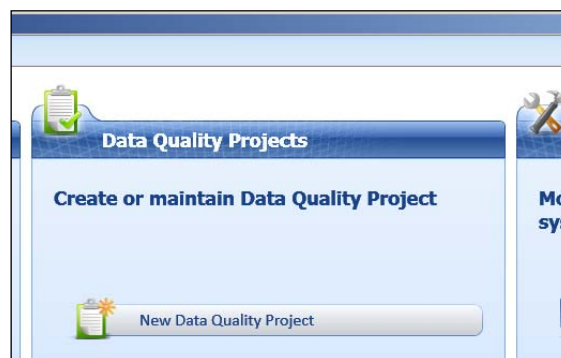 Data Quality Projects
Create or maintain Data Quality Project
New Data Quality Project